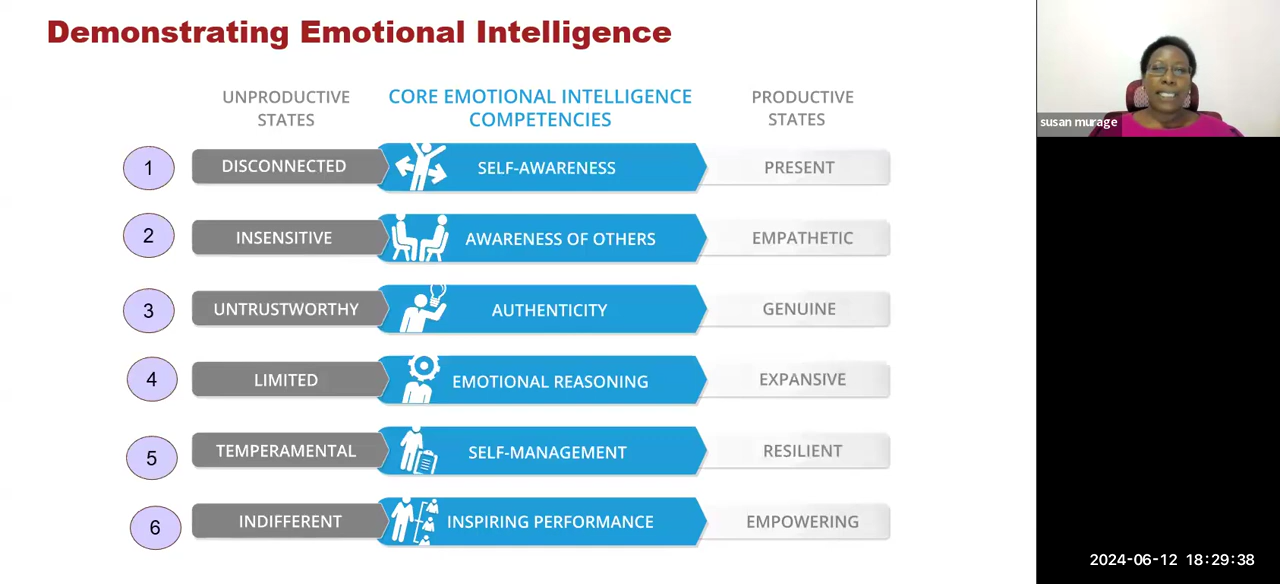 Demonstrating Emotional Intelligence
susan murage
UNPRODUCTIVE
STATES
CORE EMOTIONAL INTELLIGENCE
COMPETENCIES
PRODUCTIVE
STATES
1 DISCONNECTED SELF-AWARENESS PRESENT
2 INSENSITIVE AWARENESS OF OTHERS EMPATHETIC
3 UNTRUSTWORTHY AUTHENTICITY GENUINE
4 LIMITED EMOTIONAL REASONING EXPANSIVE
5 TEMPERAMENTAL SELF-MANAGEMENT RESILIENT
6 INDIFFERENT INSPIRING PERFORMANCE EMPOWERING
2024-06-12 18:29:38